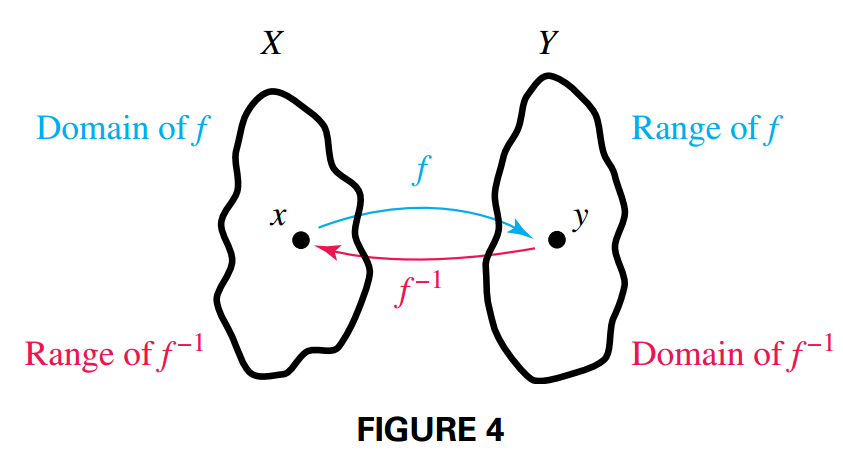 X
Y
Domain of f
Range of f
f
x
y
f⁻¹
Range of f⁻¹
Domain of f⁻¹
FIGURE 4